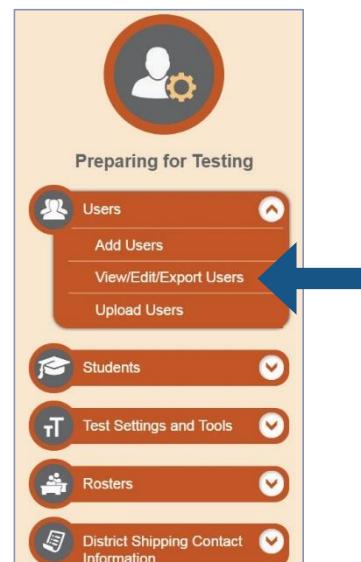 Preparing for Testing
Users
Add Users
View/Edit/Export Users
Upload Users
Students
TT Test Settings and Tools
Rosters
District Shipping Contact
Information